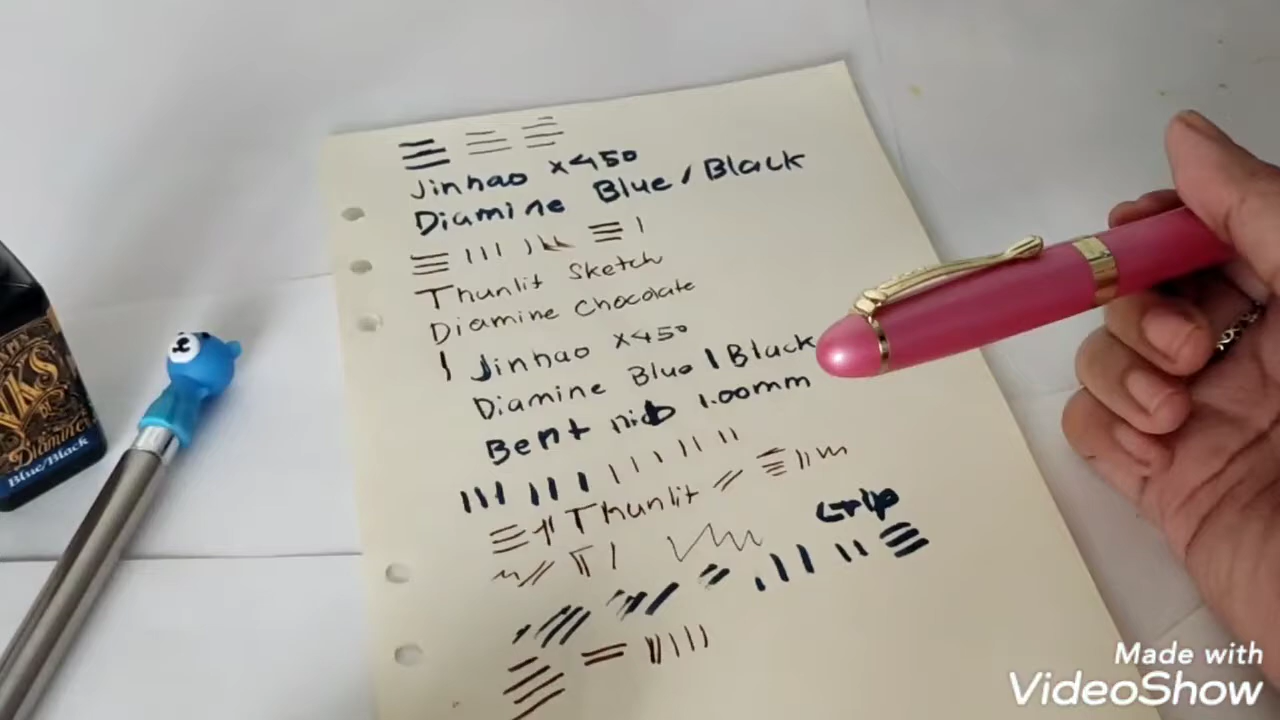 Jinhao x450
Diamine Blue/Black
Thunlit Sketch
Diamine Chocolate
Jinhao x450
Diamine Blue/Black
Bent nib 1.00mm
Thunlit
Grip
INKS
Diamine
Blue/Black
Made with
VideoShow